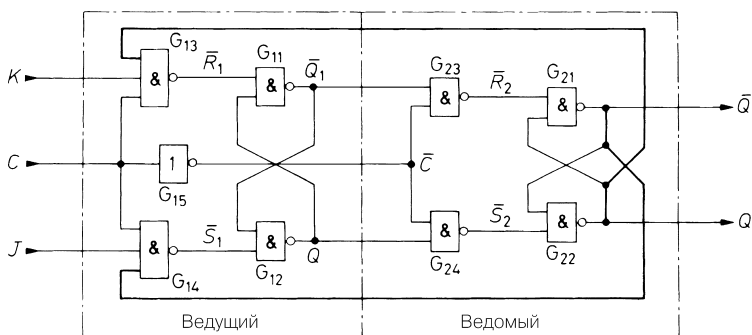 G13 G11 G23 G21
K & R̄1 & Q̄1 & R̄2 & Q̄
C 1 C̄
G15
J & S̄1 & Q & S̄2 & Q
G14 G12 G24 G22
Ведущий Ведомый